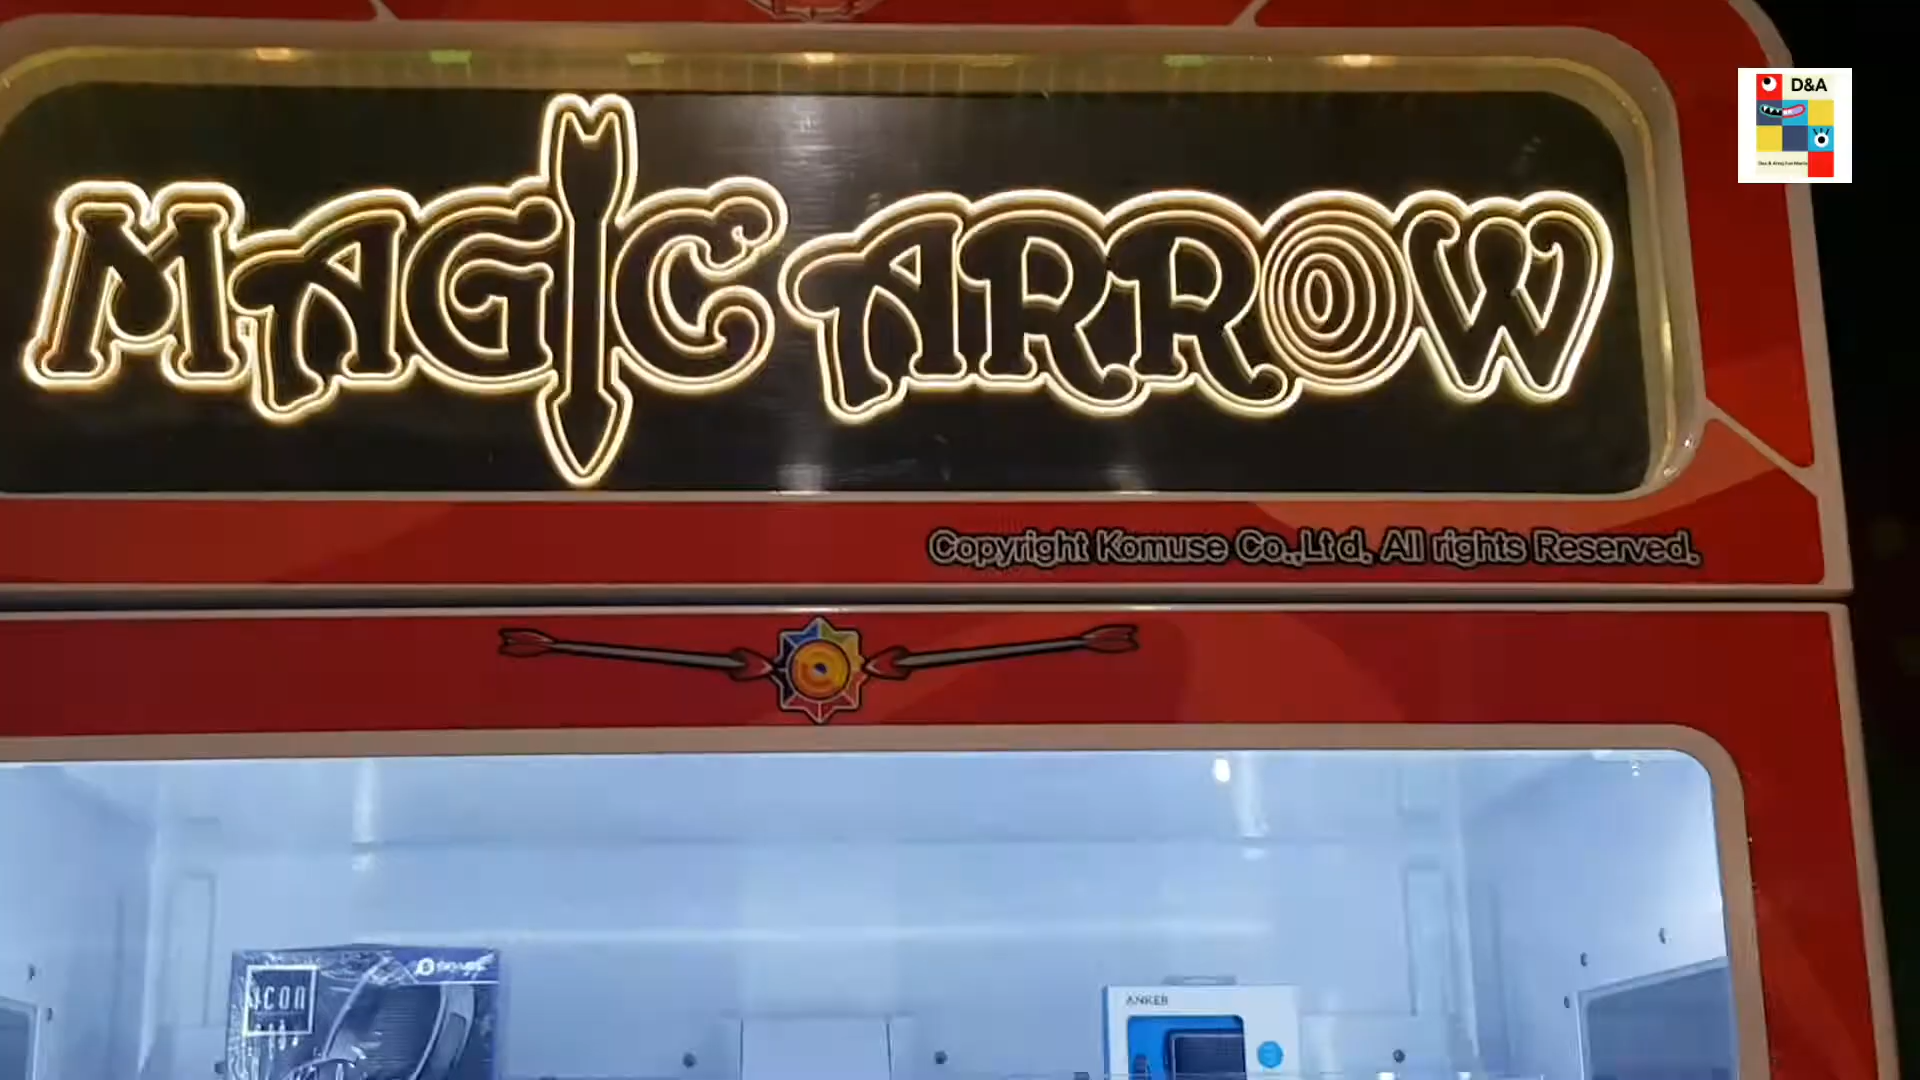 D&A
MAGIC ARROW
Copyright Komuse Co.,Ltd. All rights Reserved.
ICON
ANKER